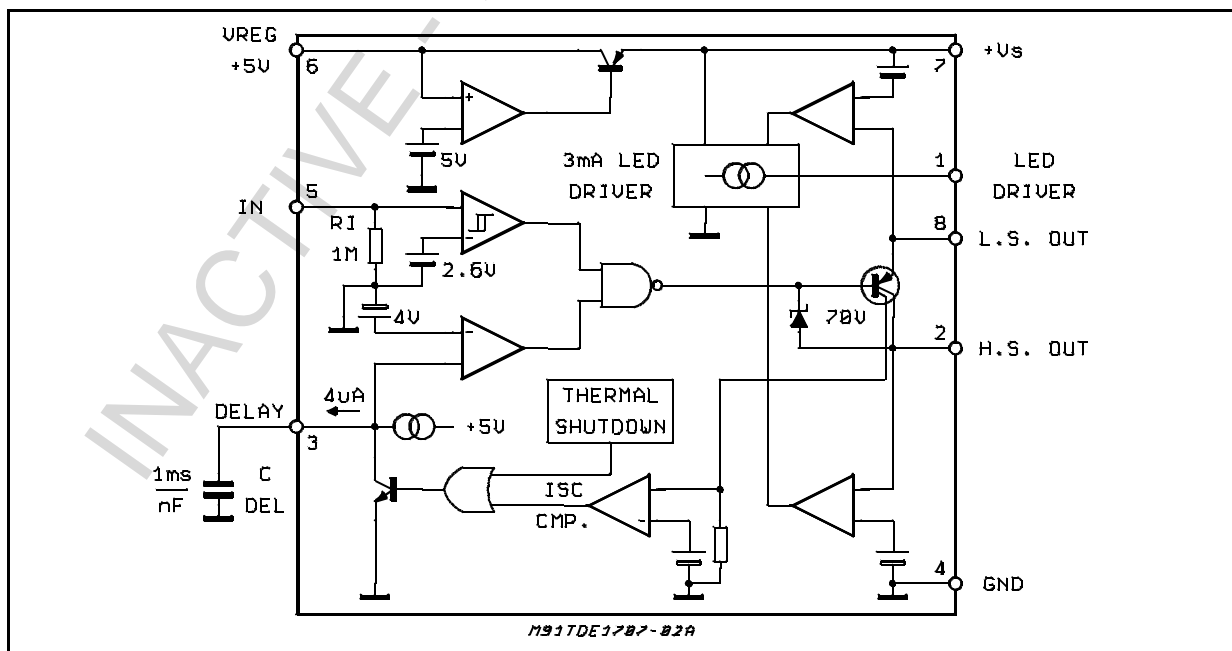 INACTIVE -
VREG
+5V
6
+Vs
7
5V
3mA LED
DRIVER
1
LED
DRIVER
5
IN
RI
1M
+
-
2.6V
8
L.S. OUT
4V
-
70V
2
H.S. OUT
4uA
DELAY
3
+5V
THERMAL
SHUTDOWN
1ms
nF
C
DEL
ISC
CMP.
-
4
GND
M91TDE1707-02A